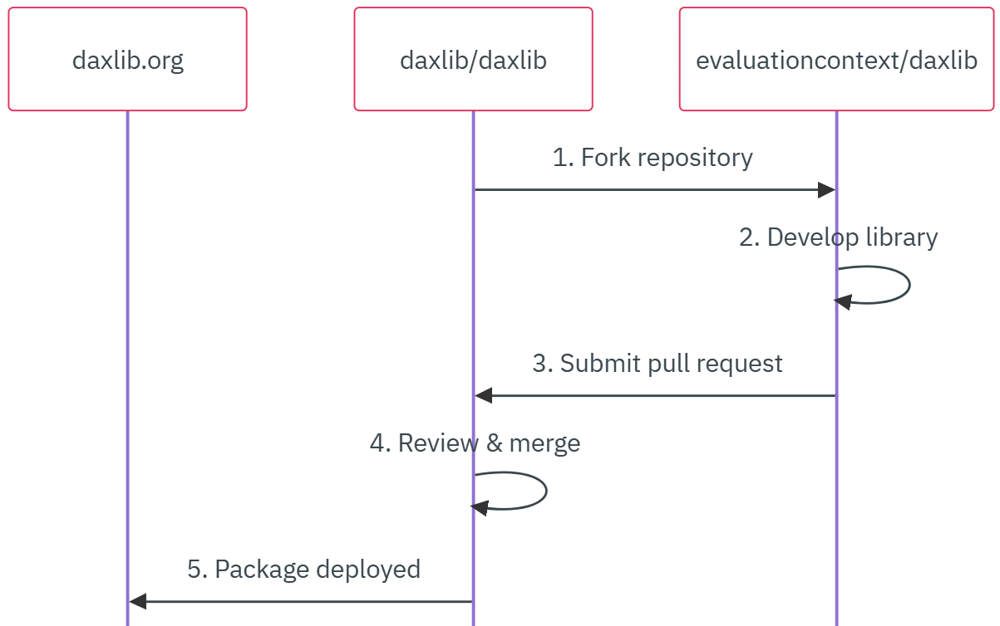 daxlib.org
daxlib/daxlib
evaluationcontext/daxlib
1. Fork repository
2. Develop library
3. Submit pull request
4. Review & merge
5. Package deployed